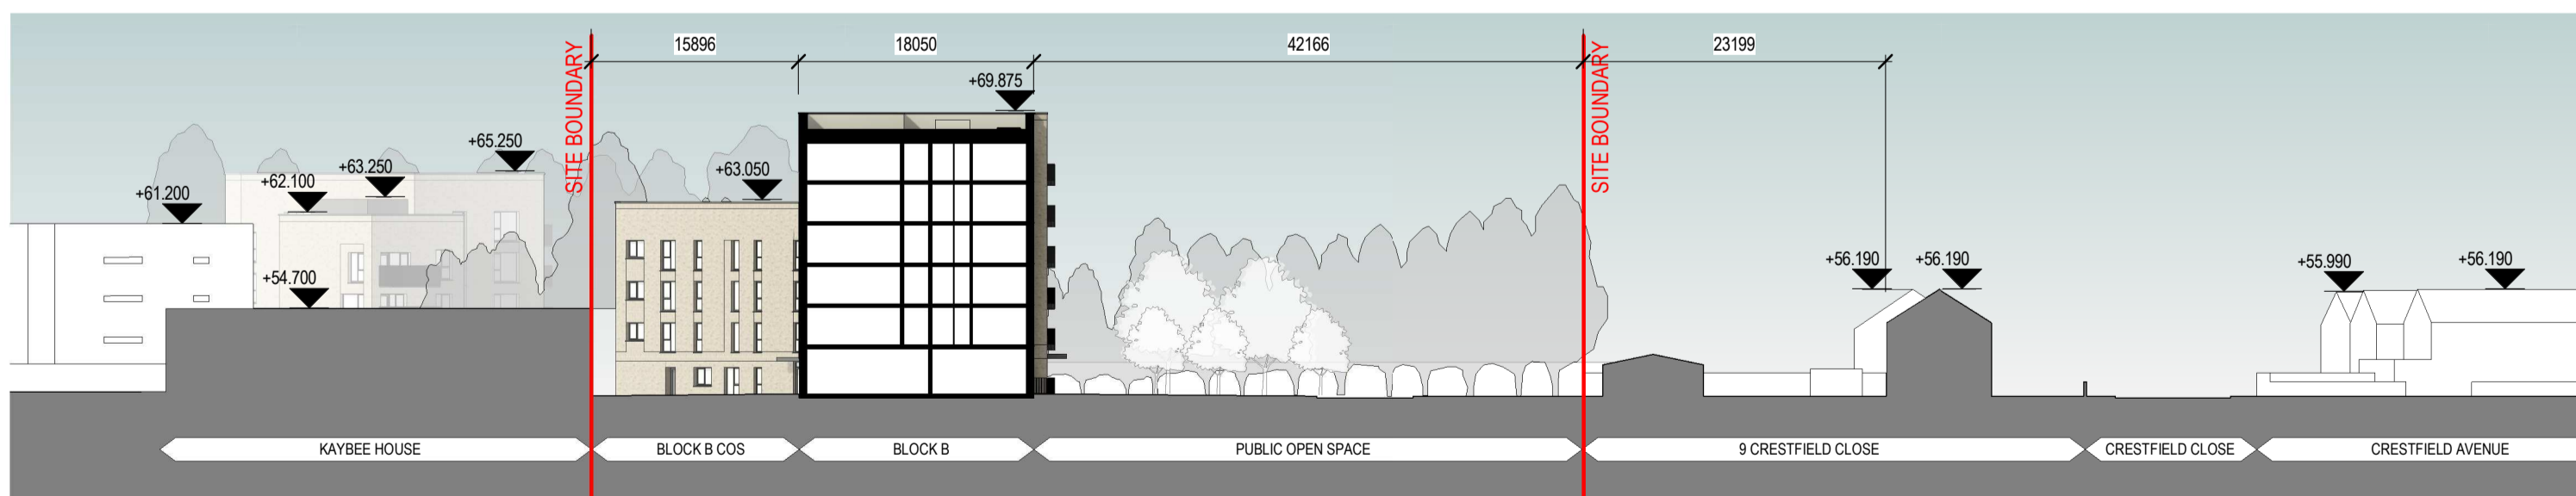 15896
18050
42166
23199
SITE BOUNDARY
SITE BOUNDARY
+69.875
+65.250
+63.250
+63.050
+62.100
+61.200
+54.700
+56.190
+56.190
+55.990
+56.190
KAYBEE HOUSE
BLOCK B COS
BLOCK B
PUBLIC OPEN SPACE
9 CRESTFIELD CLOSE
CRESTFIELD CLOSE
CRESTFIELD AVENUE